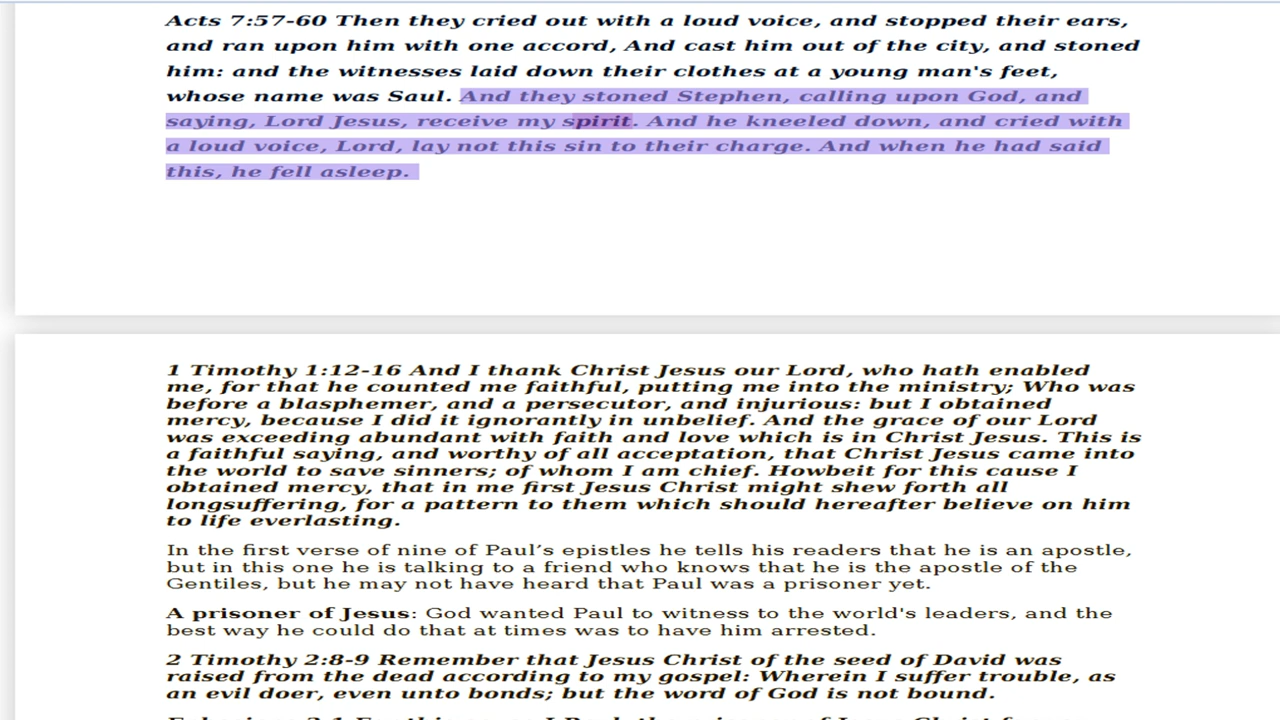 Acts 7:57-60 Then they cried out with a loud voice, and stopped their ears,
and ran upon him with one accord, And cast him out of the city, and stoned
him: and the witnesses laid down their clothes at a young man's feet,
whose name was Saul. And they stoned Stephen, calling upon God, and
saying, Lord Jesus, receive my spirit. And he kneeled down, and cried with
a loud voice, Lord, lay not this sin to their charge. And when he had said
this, he fell asleep.
1 Timothy 1:12-16 And I thank Christ Jesus our Lord, who hath enabled
me, for that he counted me faithful, putting me into the ministry; Who was
before a blasphemer, and a persecutor, and injurious: but I obtained
mercy, because I did it ignorantly in unbelief. And the grace of our Lord
was exceeding abundant with faith and love which is in Christ Jesus. This is
a faithful saying, and worthy of all acceptation, that Christ Jesus came into
the world to save sinners; of whom I am chief. Howbeit for this cause I
obtained mercy, that in me first Jesus Christ might shew forth all
longsuffering, for a pattern to them which should hereafter believe on him
to life everlasting.
In the first verse of nine of Paul’s epistles he tells his readers that he is an apostle,
but in this one he is talking to a friend who knows that he is the apostle of the
Gentiles, but he may not have heard that Paul was a prisoner yet.
A prisoner of Jesus: God wanted Paul to witness to the world's leaders, and the
best way he could do that at times was to have him arrested.
2 Timothy 2:8-9 Remember that Jesus Christ of the seed of David was
raised from the dead according to my gospel: Wherein I suffer trouble, as
an evil doer, even unto bonds; but the word of God is not bound.